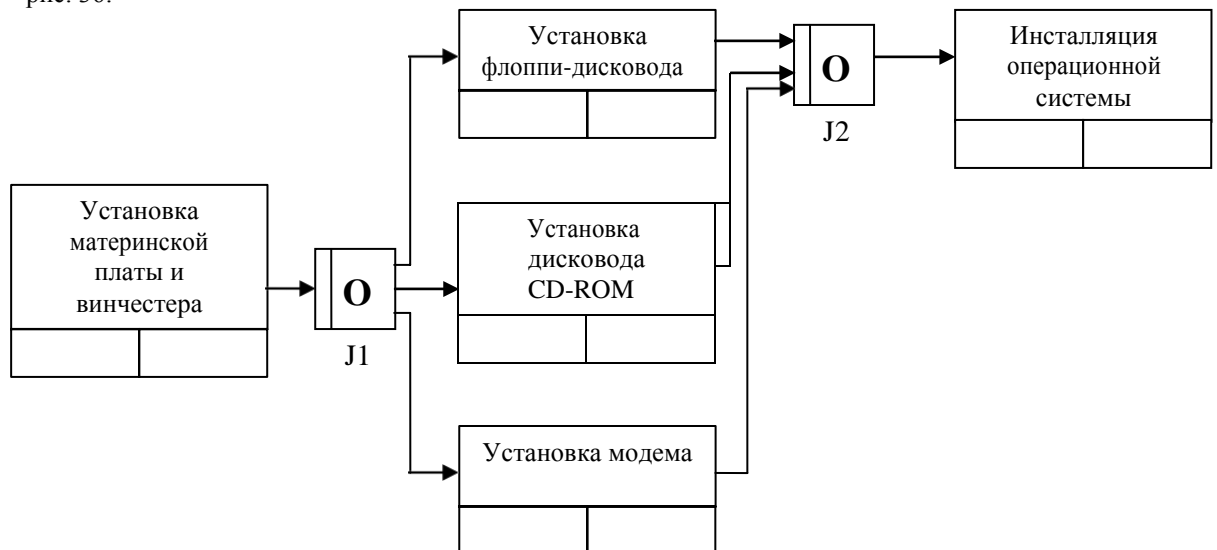 рис. 30.
Установка
флоппи-дисковода
О
J2
Инсталляция
операционной
системы
Установка
материнской
платы и
винчестера
О
J1
Установка
дисковода
CD-ROM
Установка модема